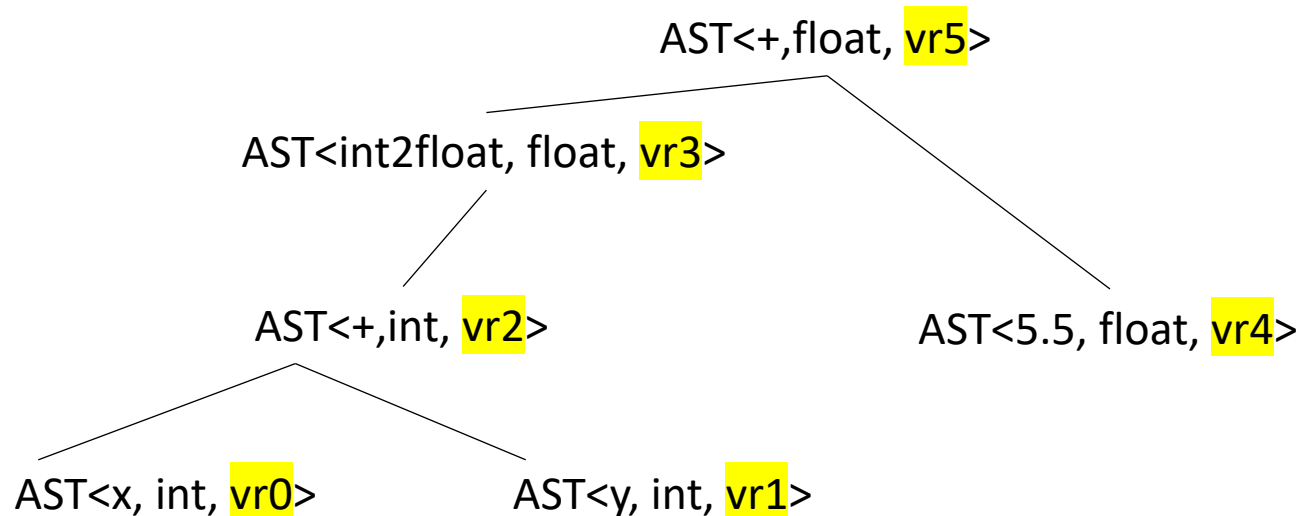 AST<+,float, vr5>
AST<int2float, float, vr3>
AST<+,int, vr2>
AST<5.5, float, vr4>
AST<x, int, vr0>
AST<y, int, vr1>